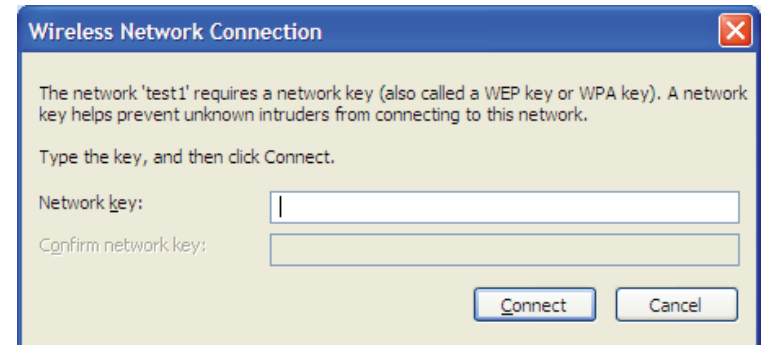 Wireless Network Connection
The network 'test1' requires a network key (also called a WEP key or WPA key). A network
key helps prevent unknown intruders from connecting to this network.
Type the key, and then click Connect.
Network key:
Confirm network key:
Connect Cancel